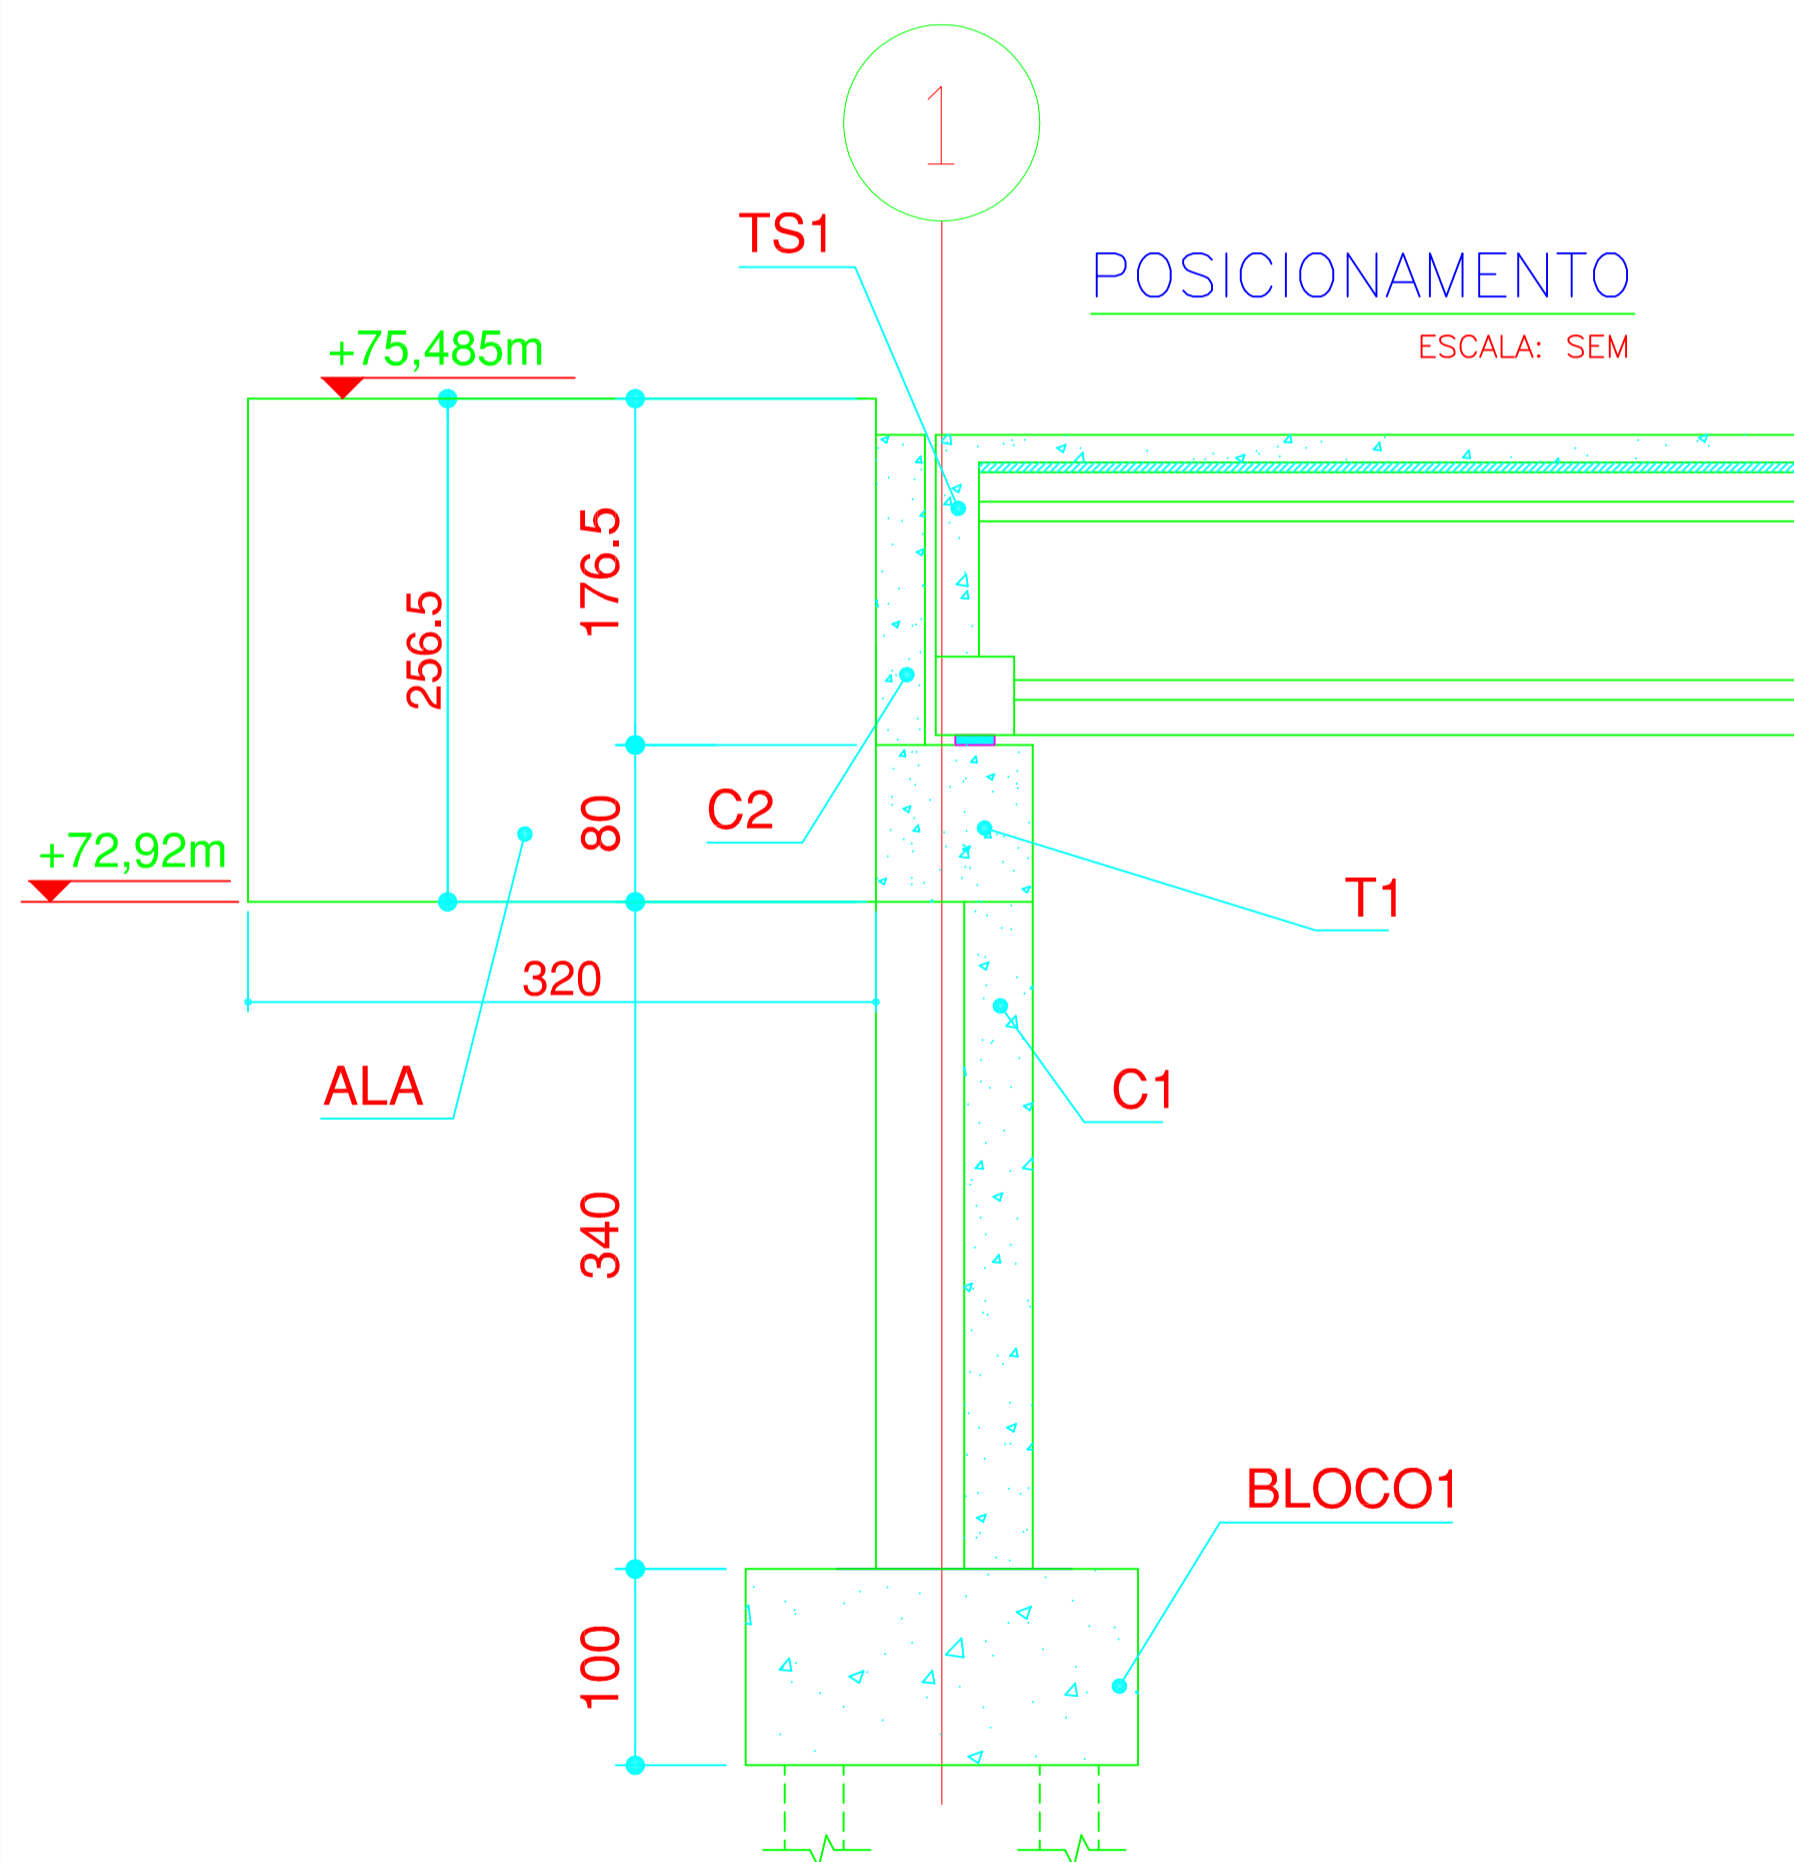 1
TS1
POSICIONAMENTO
ESCALA: SEM
+75,485m
176.5
256.5
C2
80
+72,92m
T1
320
ALA
C1
340
BLOCO1
100